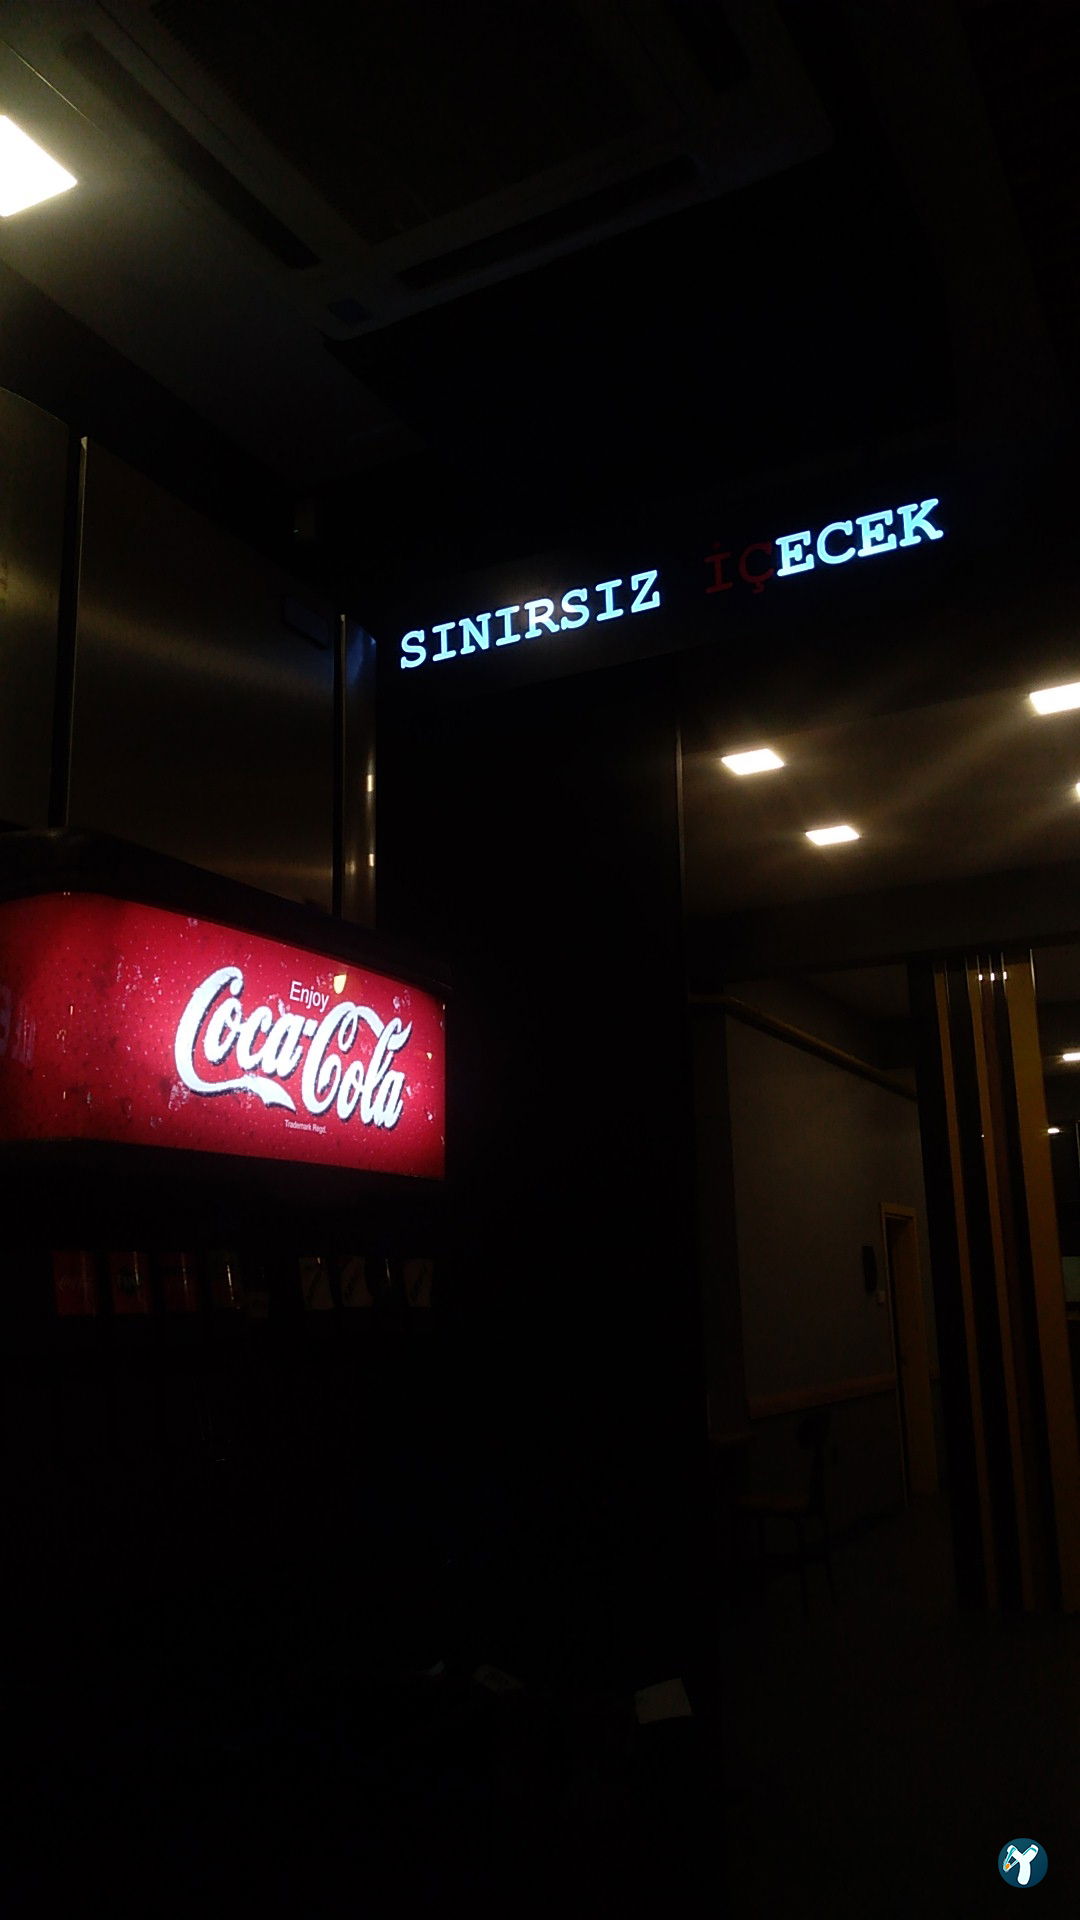 SINIRSIZ İÇECEK
Enjoy
Coca-Cola
Trademark Regd.